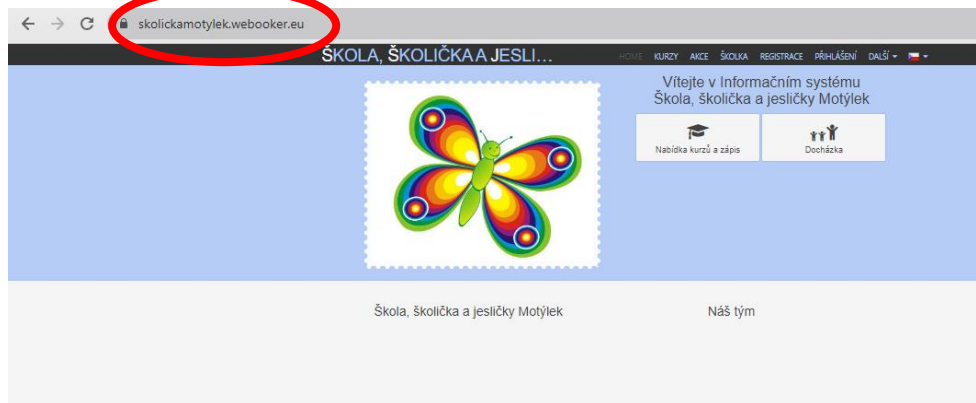 skolickamotylek.webooker.eu
ŠKOLA, ŠKOLIČKA A JESLI...
HOME KURZY AKCE ŠKOLKA REGISTRACE PŘIHLÁŠENÍ DALŠÍ
Vítejte v Informačním systému
Škola, školička a jesličky Motýlek
Nabídka kurzů a zápis
Docházka
Škola, školička a jesličky Motýlek
Náš tým